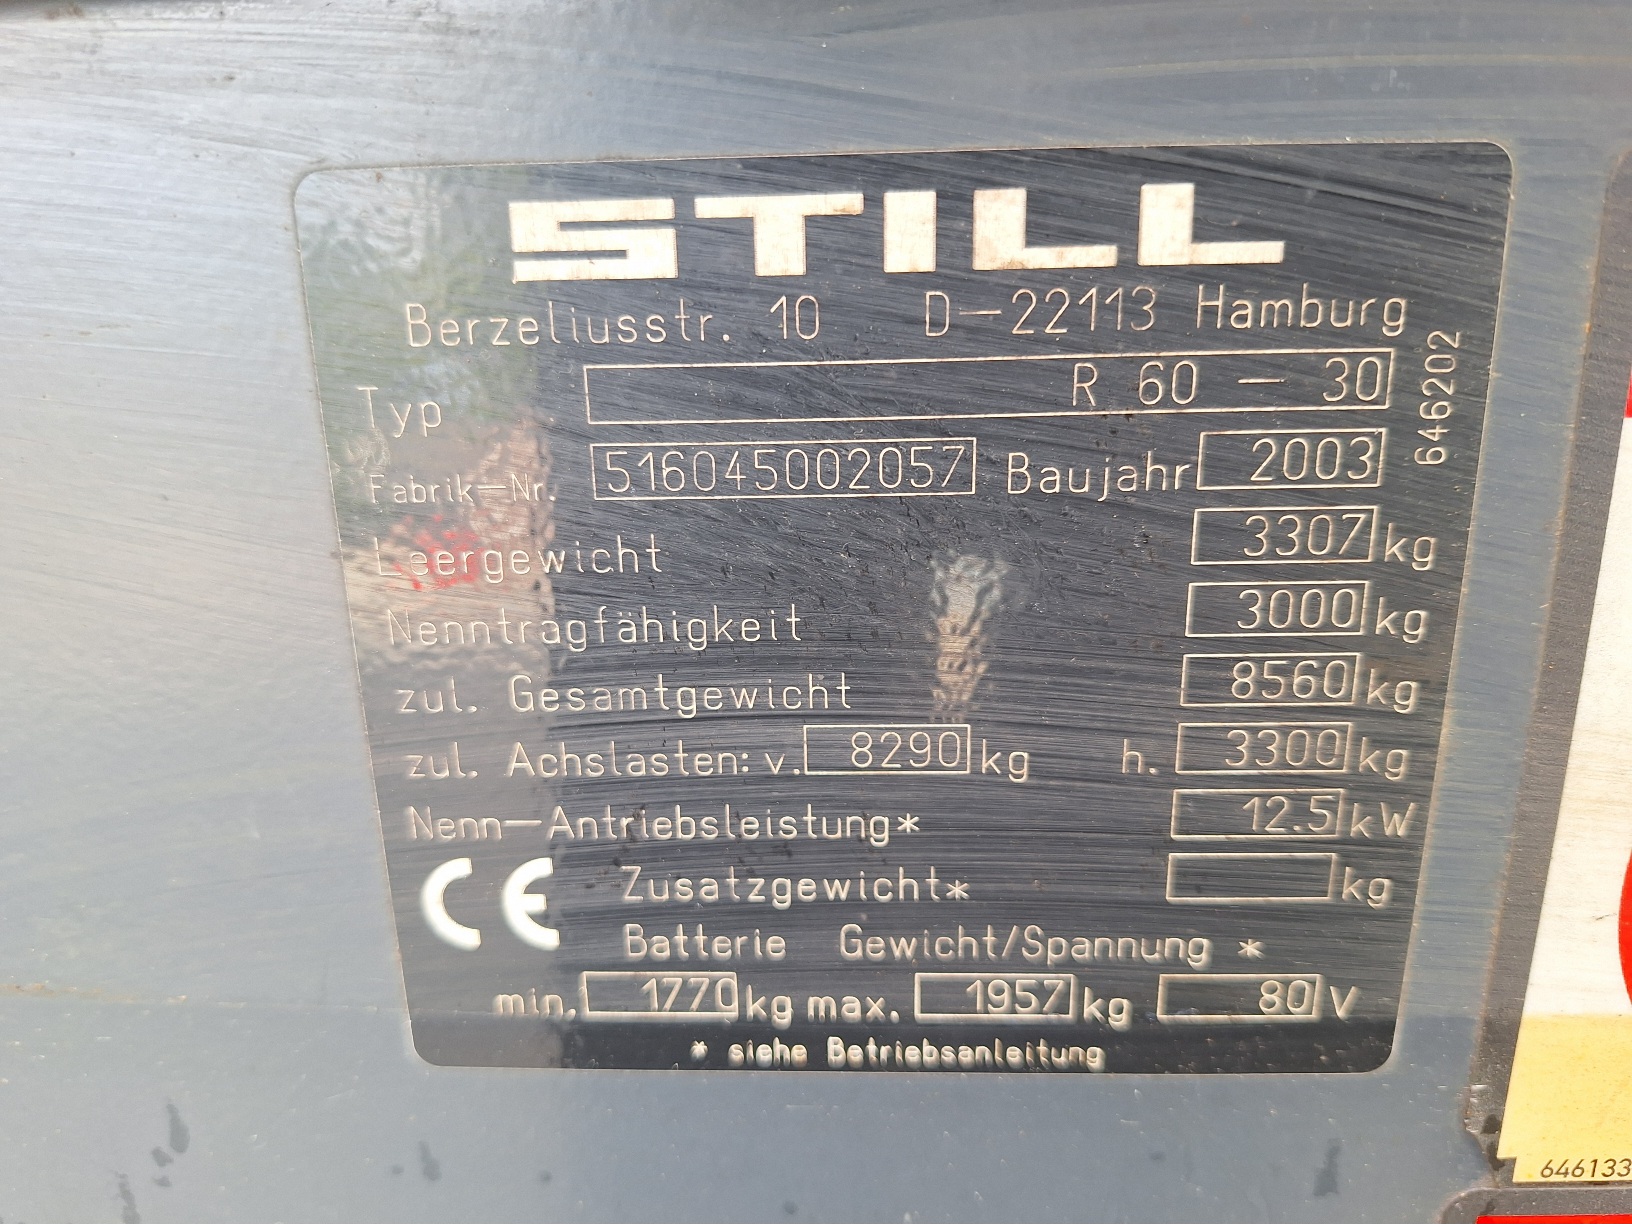 STILL
Berzeliusstr. 10 D-22113 Hamburg
Typ R 60 - 30
646202
Fabrik-Nr. 516045002057 Baujahr 2003
Leergewicht 3307 kg
Nenntragfähigkeit 3000 kg
zul. Gesamtgewicht 8560 kg
zul. Achslasten: v. 8290 kg h. 3300 kg
Nenn-Antriebsleistung* 12.5 kW
CE Zusatzgewicht* kg
Batterie Gewicht/Spannung *
min. 1770 kg max. 1957 kg 80 V
* siehe Betriebsanleitung
646133